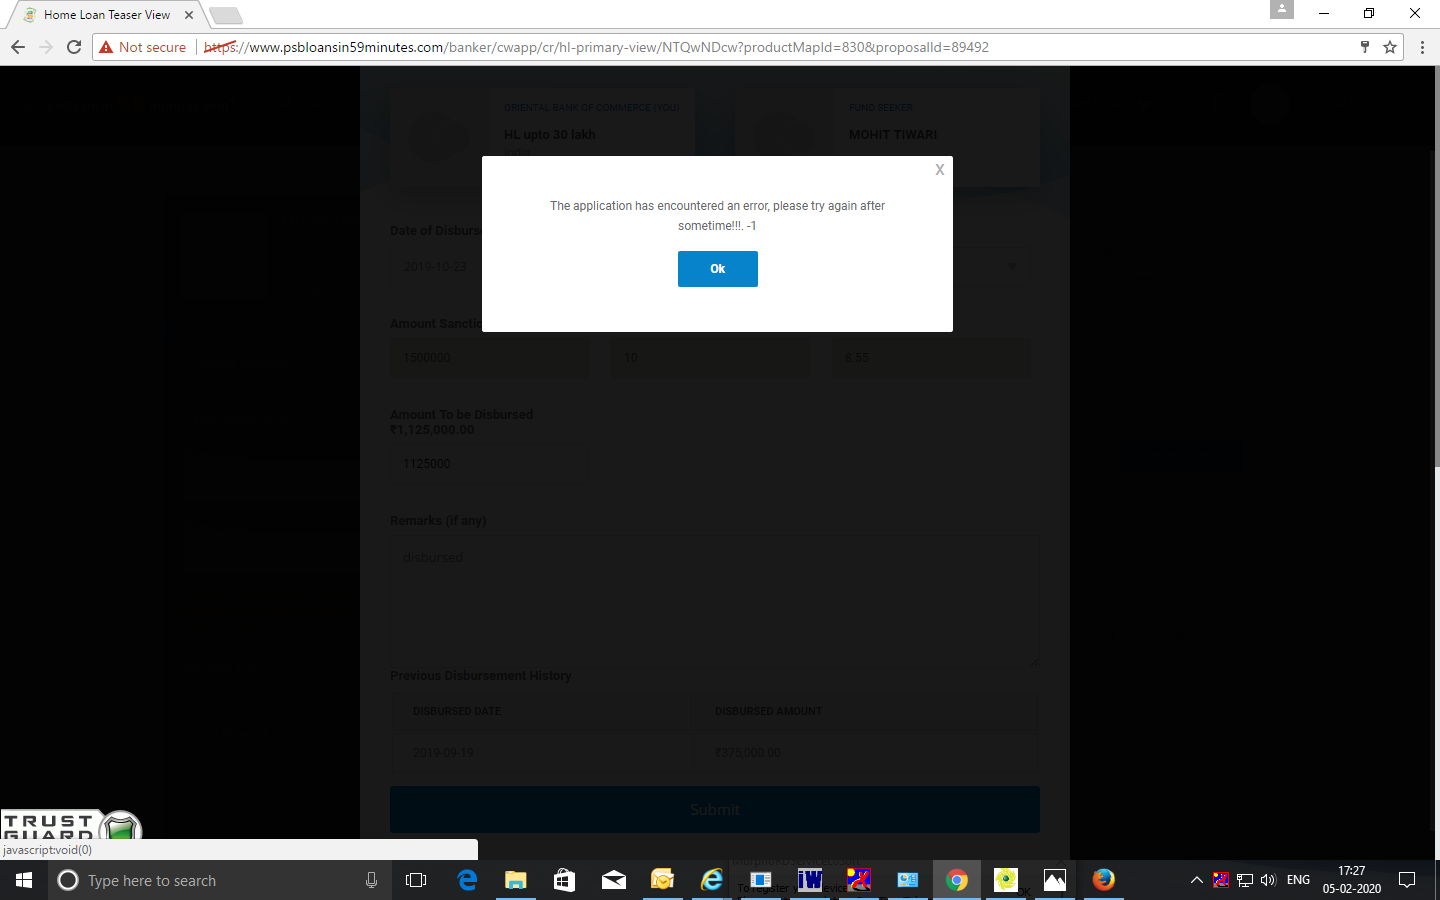 Home Loan Teaser View
Not secure https://www.psbloansin59minutes.com/banker/cwapp/cr/hl-primary-view/NTQwNDcw?productMapId=830&proposalId=89492
ORIENTAL BANK OF COMMERCE (YOU)
HL upto 30 lakh
FUND SEEKER
MOHIT TIWARI
X
The application has encountered an error, please try again after
sometime!!!. -1
Ok
Date of Disburs
2019-10-23
Amount Sanctio
1500000
10
8.55
Amount To be Disbursed
₹1,125,000.00
1125000
Remarks (if any)
disbursed
Previous Disbursement History
DISBURSED DATE
DISBURSED AMOUNT
2019-09-19
₹375,000.00
Submit
TRUST
GUARD
javascript:void(0)
Type here to search
To register y
device
OK
ENG
17:27
05-02-2020